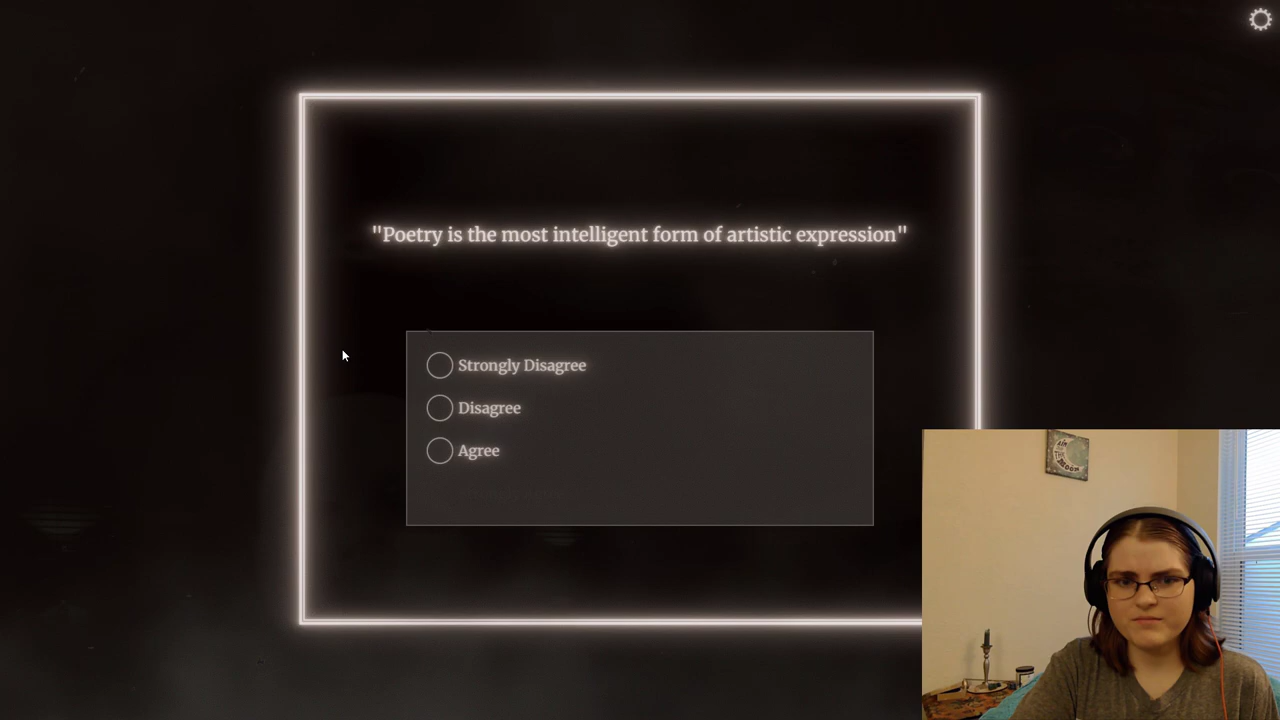 "Poetry is the most intelligent form of artistic expression"
Strongly Disagree
Disagree
Agree